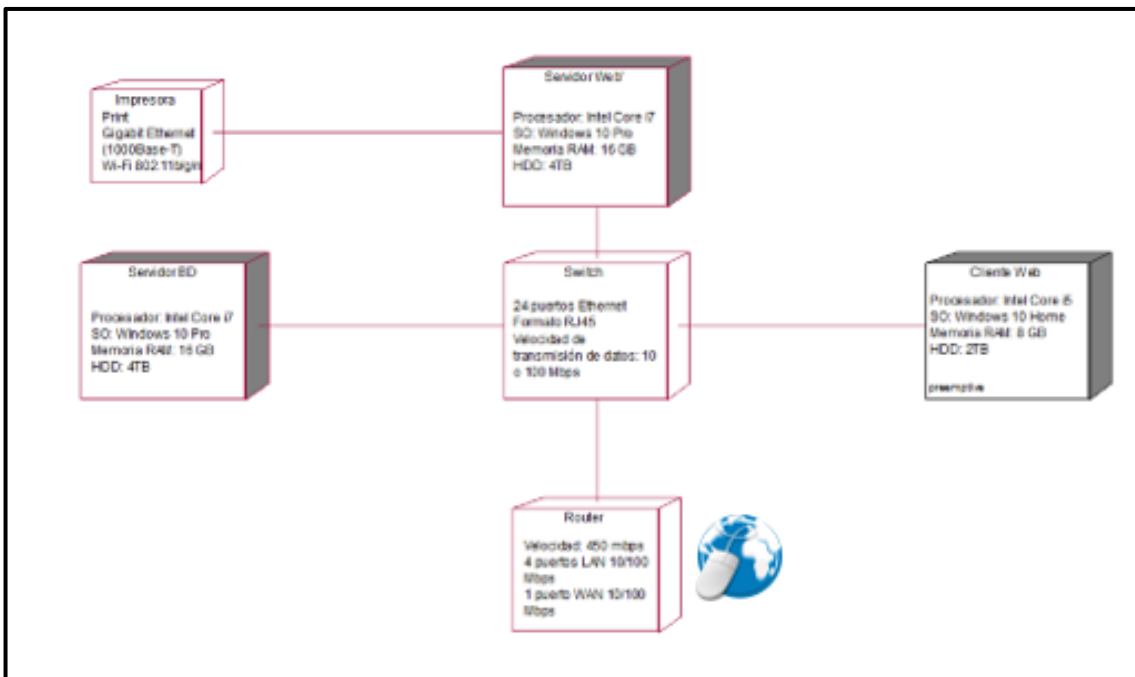 Impresora
Print
Gigabit Ethernet
(1000Base-T)
Wi-Fi 802.11b/g/n
Servidor Web'
Procesador: Intel Core i7
SO: Windows 10 Pro
Memoria RAM: 16 GB
HDD: 4TB
Servidor BD
Procesador: Intel Core i7
SO: Windows 10 Pro
Memoria RAM: 16 GB
HDD: 4TB
Switch
24 puertos Ethernet
Formato RJ45
Velocidad de
transmisión de datos: 10
o 100 Mbps
Cliente Web
Procesador: Intel Core i5
SO: Windows 10 Home
Memoria RAM: 8 GB
HDD: 2TB
preemptive
Router
Velocidad: 450 mbps
4 puertos LAN 10/100
Mbps
1 puerto WAN 10/100
Mbps